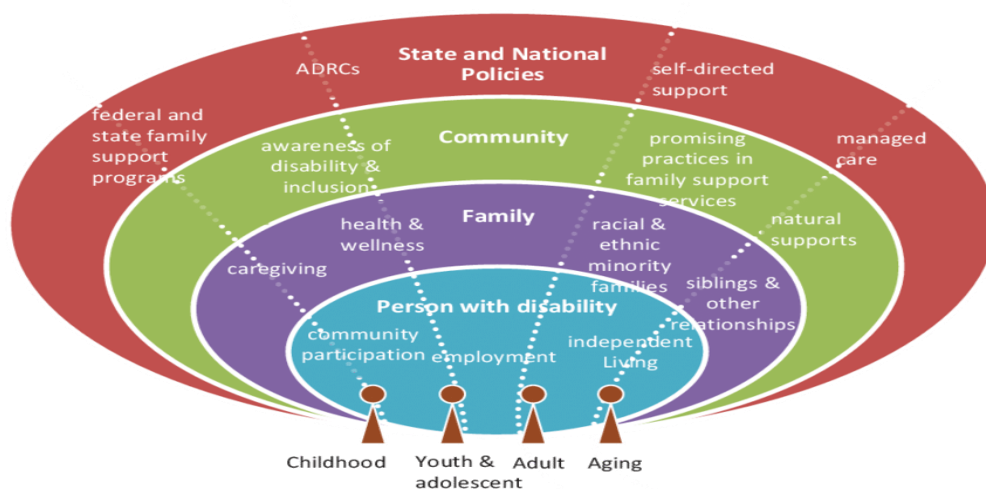 State and National
Policies
ADRCs
self-directed
support
federal and
state family
support
programs
managed
care
Community
awareness of
disability &
inclusion
promising
practices in
family support
services
natural
supports
Family
health &
wellness
racial &
ethnic
minority
families
caregiving
siblings &
other
relationships
Person with disability
community
participation
employment
independent
Living
Childhood
Youth &
adolescent
Adult
Aging